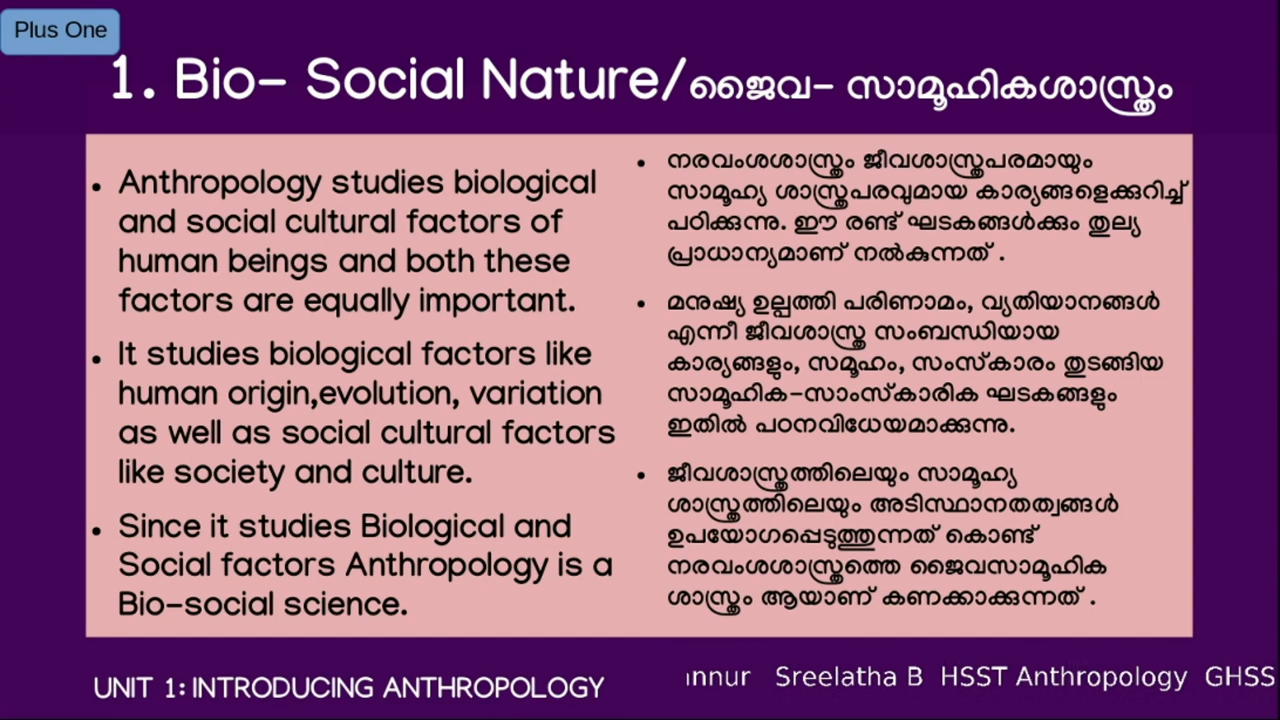 Plus One
1. Bio- Social Nature/ജൈവ- സാമൂഹികശാസ്ത്രം
• Anthropology studies biological
and social cultural factors of
human beings and both these
factors are equally important.
• It studies biological factors like
human origin,evolution, variation
as well as social cultural factors
like society and culture.
• Since it studies Biological and
Social factors Anthropology is a
Bio-social science.
• നരവംശശാസ്ത്രം ജീവശാസ്ത്രപരമായും
സാമൂഹ്യ ശാസ്ത്രപരവുമായ കാര്യങ്ങളെക്കുറിച്ച്
പഠിക്കുന്നു. ഈ രണ്ട് ഘടകങ്ങൾക്കും തുല്യ
പ്രാധാന്യമാണ് നൽകുന്നത് .
• മനുഷ്യ ഉല്പത്തി പരിണാമം, വ്യതിയാനങ്ങൾ
എന്നീ ജീവശാസ്ത്ര സംബന്ധിയായ
കാര്യങ്ങളും, സമൂഹം, സംസ്കാരം തുടങ്ങിയ
സാമൂഹിക-സാംസ്കാരിക ഘടകങ്ങളും
ഇതിൽ പഠനവിധേയമാക്കുന്നു.
• ജീവശാസ്ത്രത്തിലെയും സാമൂഹ്യ
ശാസ്ത്രത്തിലെയും അടിസ്ഥാനതത്വങ്ങൾ
ഉപയോഗപ്പെടുത്തുന്നത് കൊണ്ട്
നരവംശശാസ്ത്രത്തെ ജൈവസാമൂഹിക
ശാസ്ത്രം ആയാണ് കണക്കാക്കുന്നത് .
UNIT 1: INTRODUCING ANTHROPOLOGY
nnur Sreelatha B HSST Anthropology GHSS